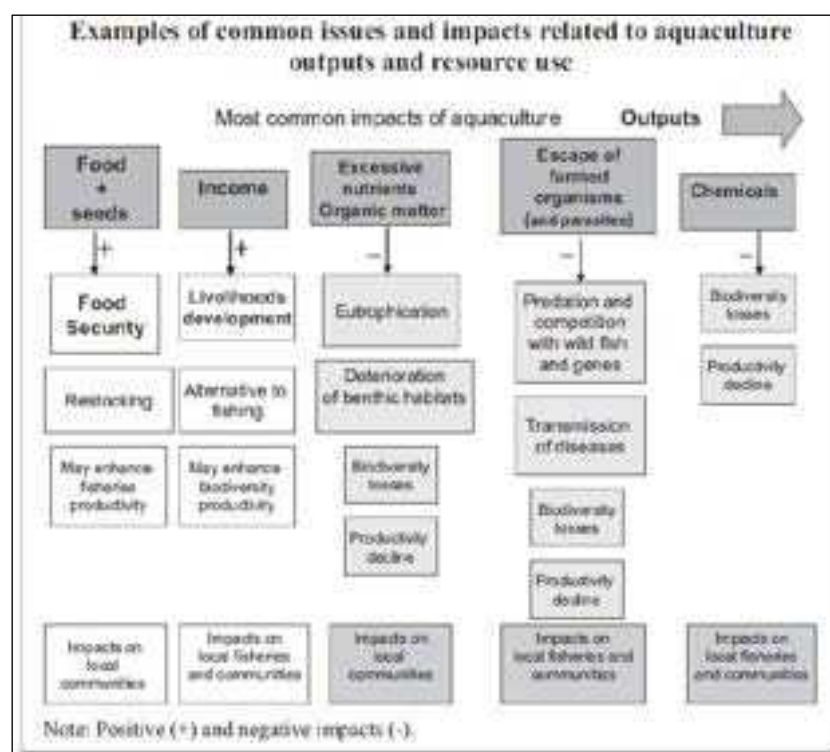 Examples of common issues and impacts related to aquaculture
outputs and resource use
Most common impacts of aquaculture
Outputs
Food
+
seeds
Income
Excessive
nutrients
Organic matter
Escape of
farmed
organisms
(and parasites)
Chemicals
+
+
–
–
–
Food
Security
Livelihoods
development
Eutrophication
Predation and
competition
with wild fish
and genes
Biodiversity
losses
Restocking
Alternative to
fishing
Deterioration
of benthic habitats
Transmission
of diseases
Productivity
decline
May enhance
fisheries
productivity
May enhance
biodiversity
productivity
Biodiversity
losses
Productivity
decline
Biodiversity
losses
Productivity
decline
Impacts on
local
communities
Impacts on
local fisheries
and communities
Impacts on
local
communities
Impacts on
local fisheries and
communities
Impacts on
local fisheries
and communities
Note: Positive (+) and negative impacts (-).